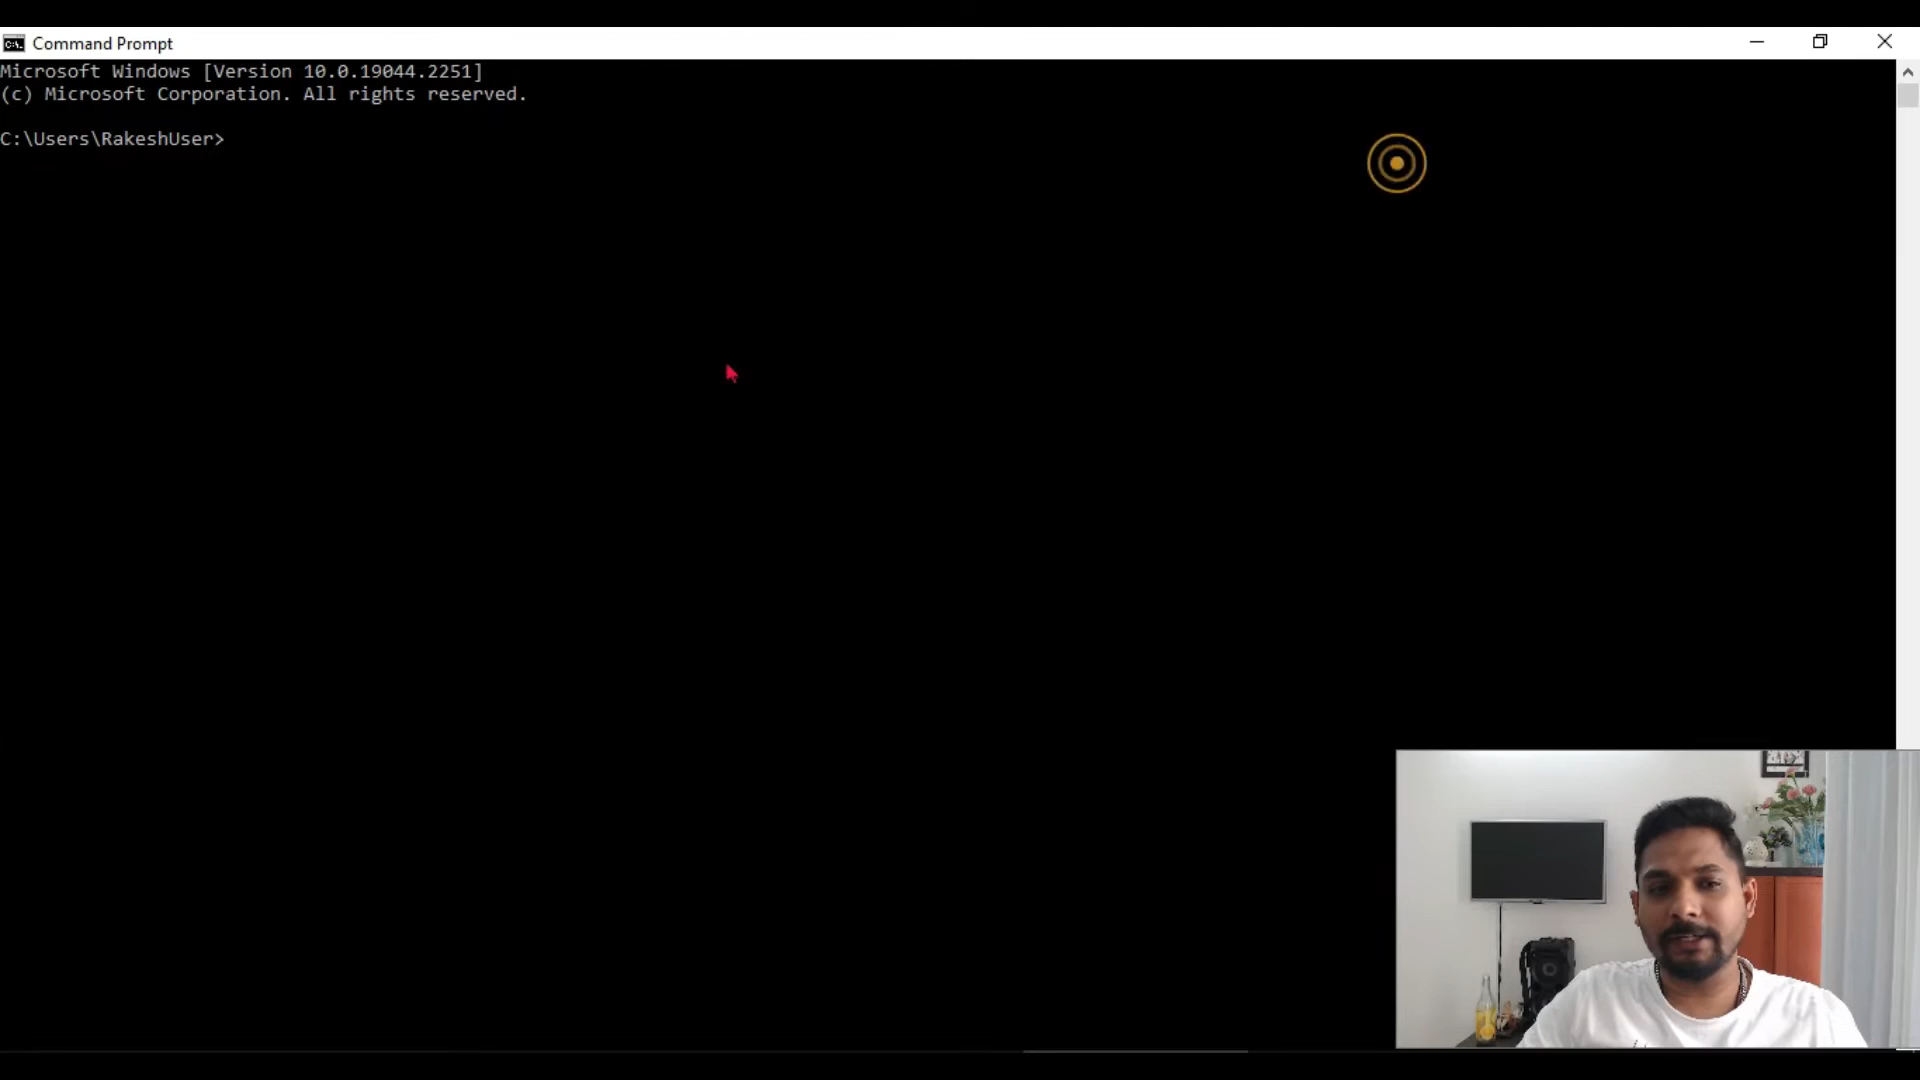 Command Prompt
Microsoft Windows [Version 10.0.19044.2251]
(c) Microsoft Corporation. All rights reserved.
C:\Users\RakeshUser>